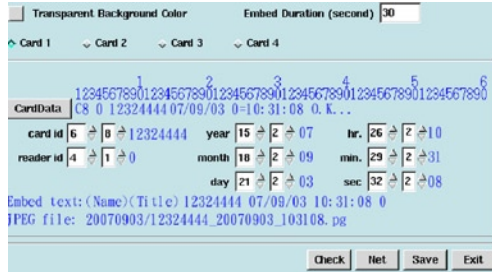 Transparent Background Color Embed Duration (second) 30
Card 1 Card 2 Card 3 Card 4
1 2 3 4 5 6
123456789012345678901234567890123456789012345678901234567890
CardData C8 0 12324444 07/09/03 0=10:31:08 O.K...
card id 6 8 12324444 year 15 2 07 hr. 26 2 10
reader id 4 1 0 month 18 2 09 min. 29 2 31
day 21 2 03 sec 32 2 08
Embed text:(Name)(Title) 12324444 07/09/03 10:31:08 0
JPEG file: 20070903/12324444_20070903_103108.pg
Check Net Save Exit